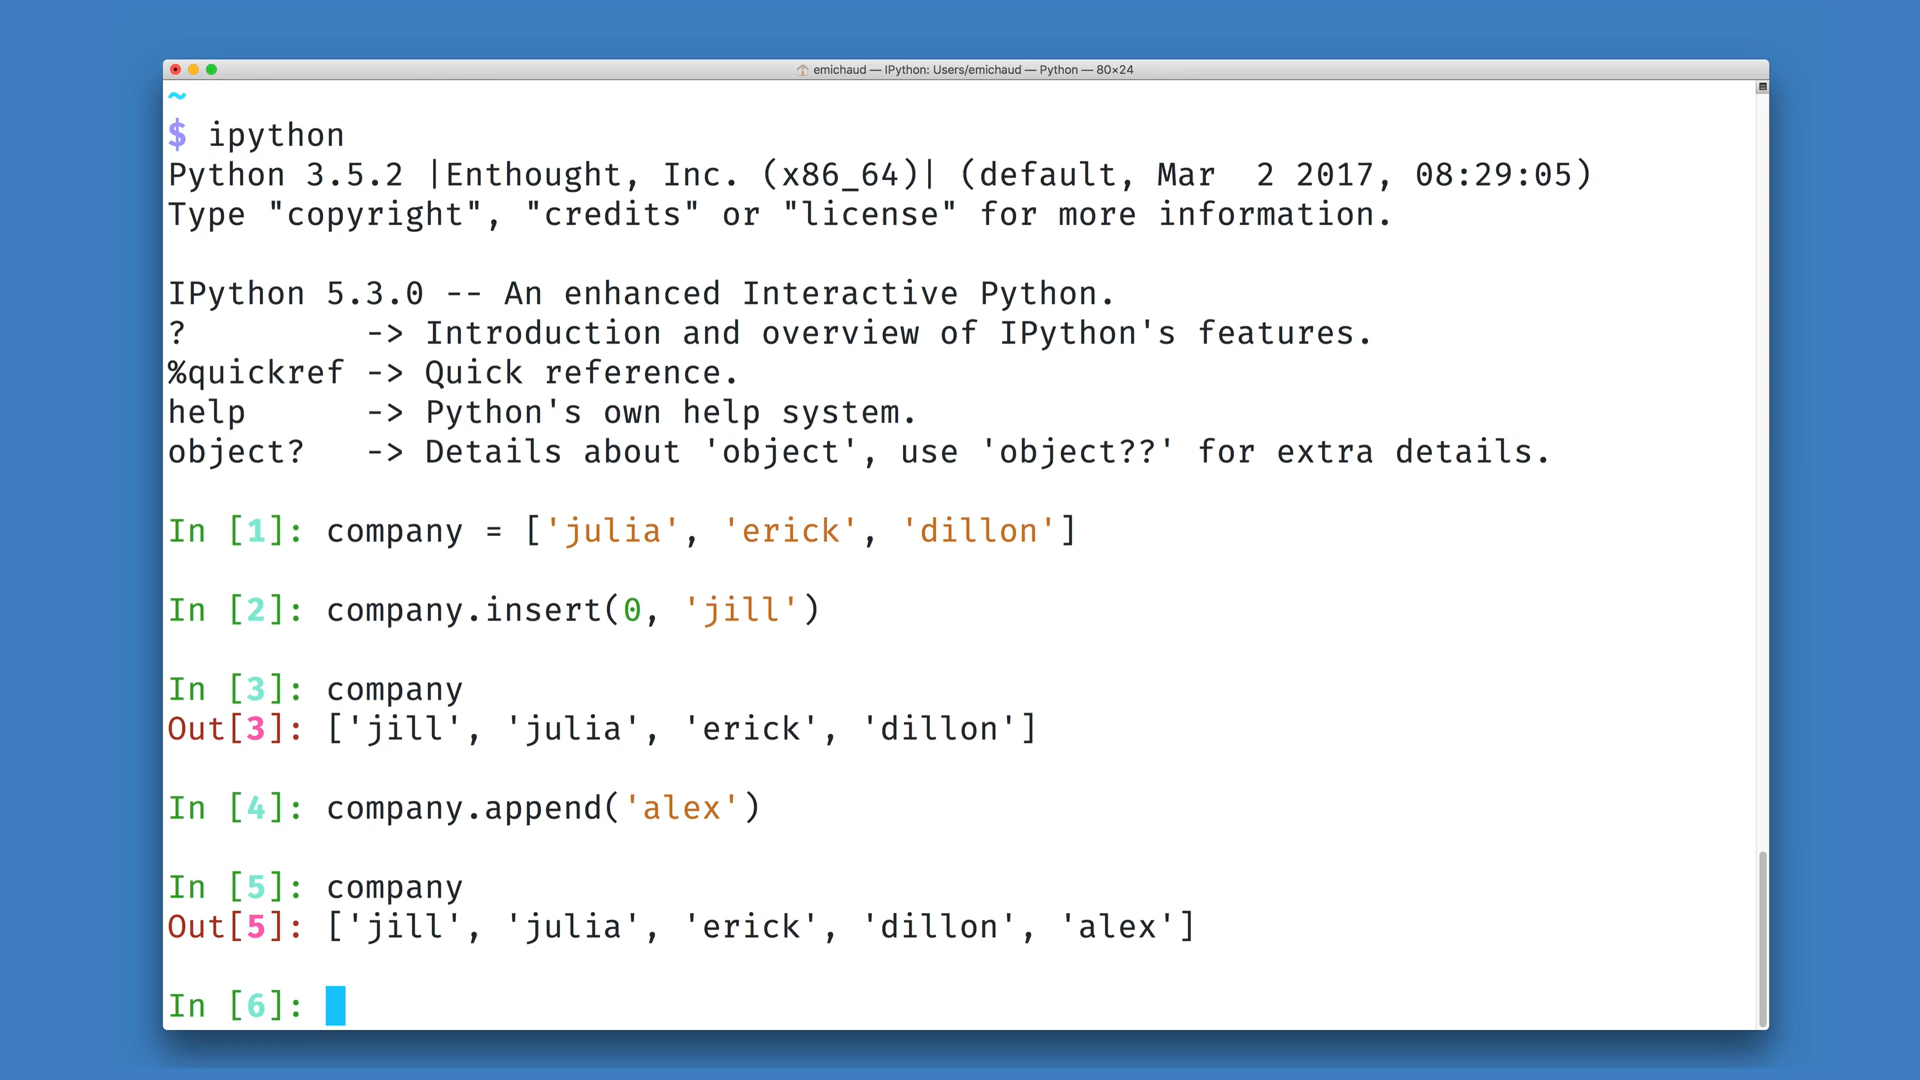 emichaud — IPython: Users/emichaud — Python — 80×24
~
$ ipython
Python 3.5.2 |Enthought, Inc. (x86_64)| (default, Mar  2 2017, 08:29:05)
Type "copyright", "credits" or "license" for more information.
IPython 5.3.0 -- An enhanced Interactive Python.
?         -> Introduction and overview of IPython's features.
%quickref -> Quick reference.
help      -> Python's own help system.
object?   -> Details about 'object', use 'object??' for extra details.
In [1]: company = ['julia', 'erick', 'dillon']
In [2]: company.insert(0, 'jill')
In [3]: company
Out[3]: ['jill', 'julia', 'erick', 'dillon']
In [4]: company.append('alex')
In [5]: company
Out[5]: ['jill', 'julia', 'erick', 'dillon', 'alex']
In [6]: